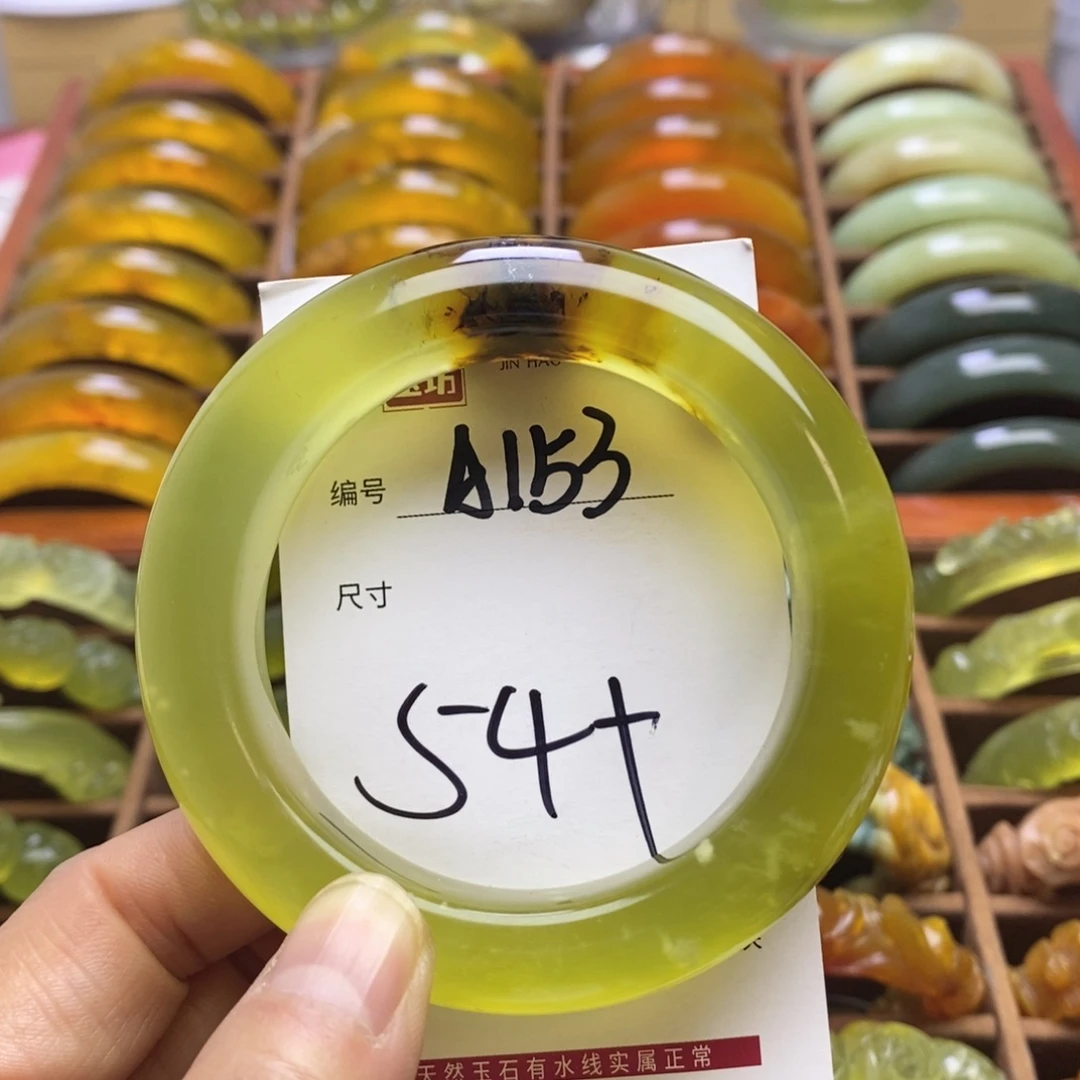 JIN HAO
坊
编号 A153
尺寸
54+
天然玉石有水线实属正常